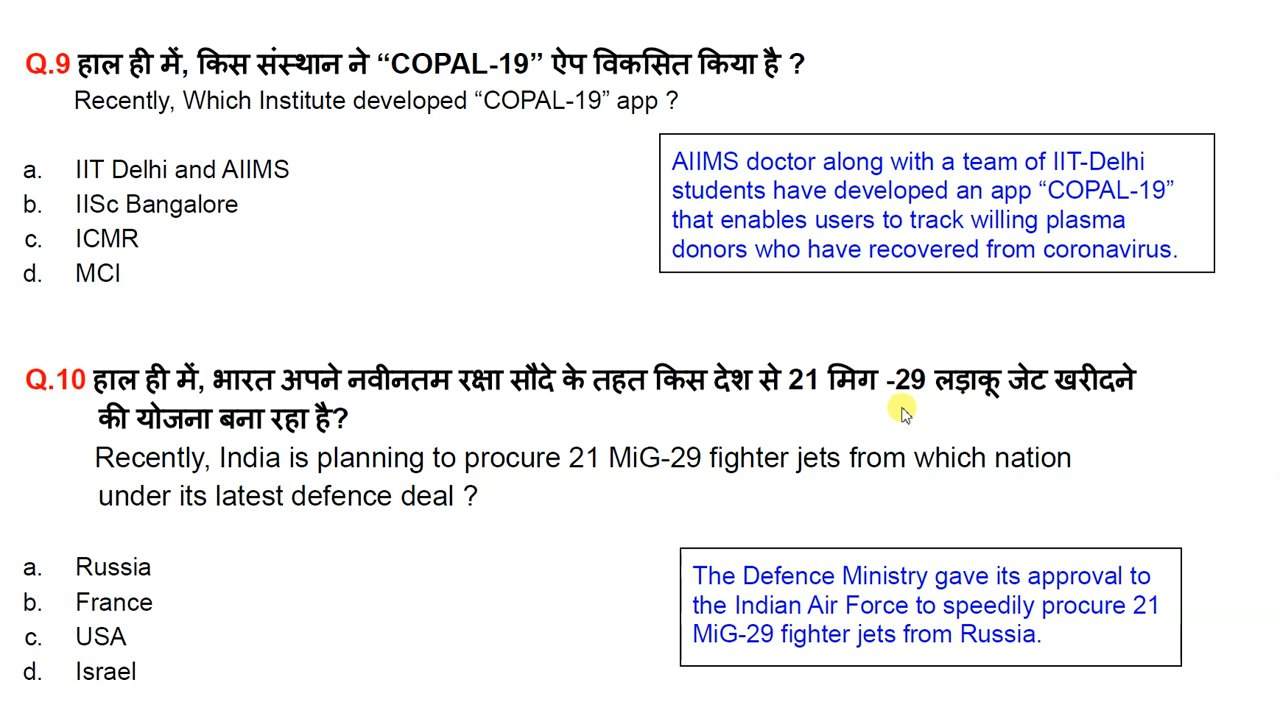 Q.9 हाल ही में, किस संस्थान ने “COPAL-19” ऐप विकसित किया है ?
Recently, Which Institute developed “COPAL-19” app ?
a. IIT Delhi and AIIMS
b. IISc Bangalore
c. ICMR
d. MCI
AIIMS doctor along with a team of IIT-Delhi
students have developed an app “COPAL-19”
that enables users to track willing plasma
donors who have recovered from coronavirus.
Q.10 हाल ही में, भारत अपने नवीनतम रक्षा सौदे के तहत किस देश से 21 मिग -29 लड़ाकू जेट खरीदने
की योजना बना रहा है?
Recently, India is planning to procure 21 MiG-29 fighter jets from which nation
under its latest defence deal ?
a. Russia
b. France
c. USA
d. Israel
The Defence Ministry gave its approval to
the Indian Air Force to speedily procure 21
MiG-29 fighter jets from Russia.